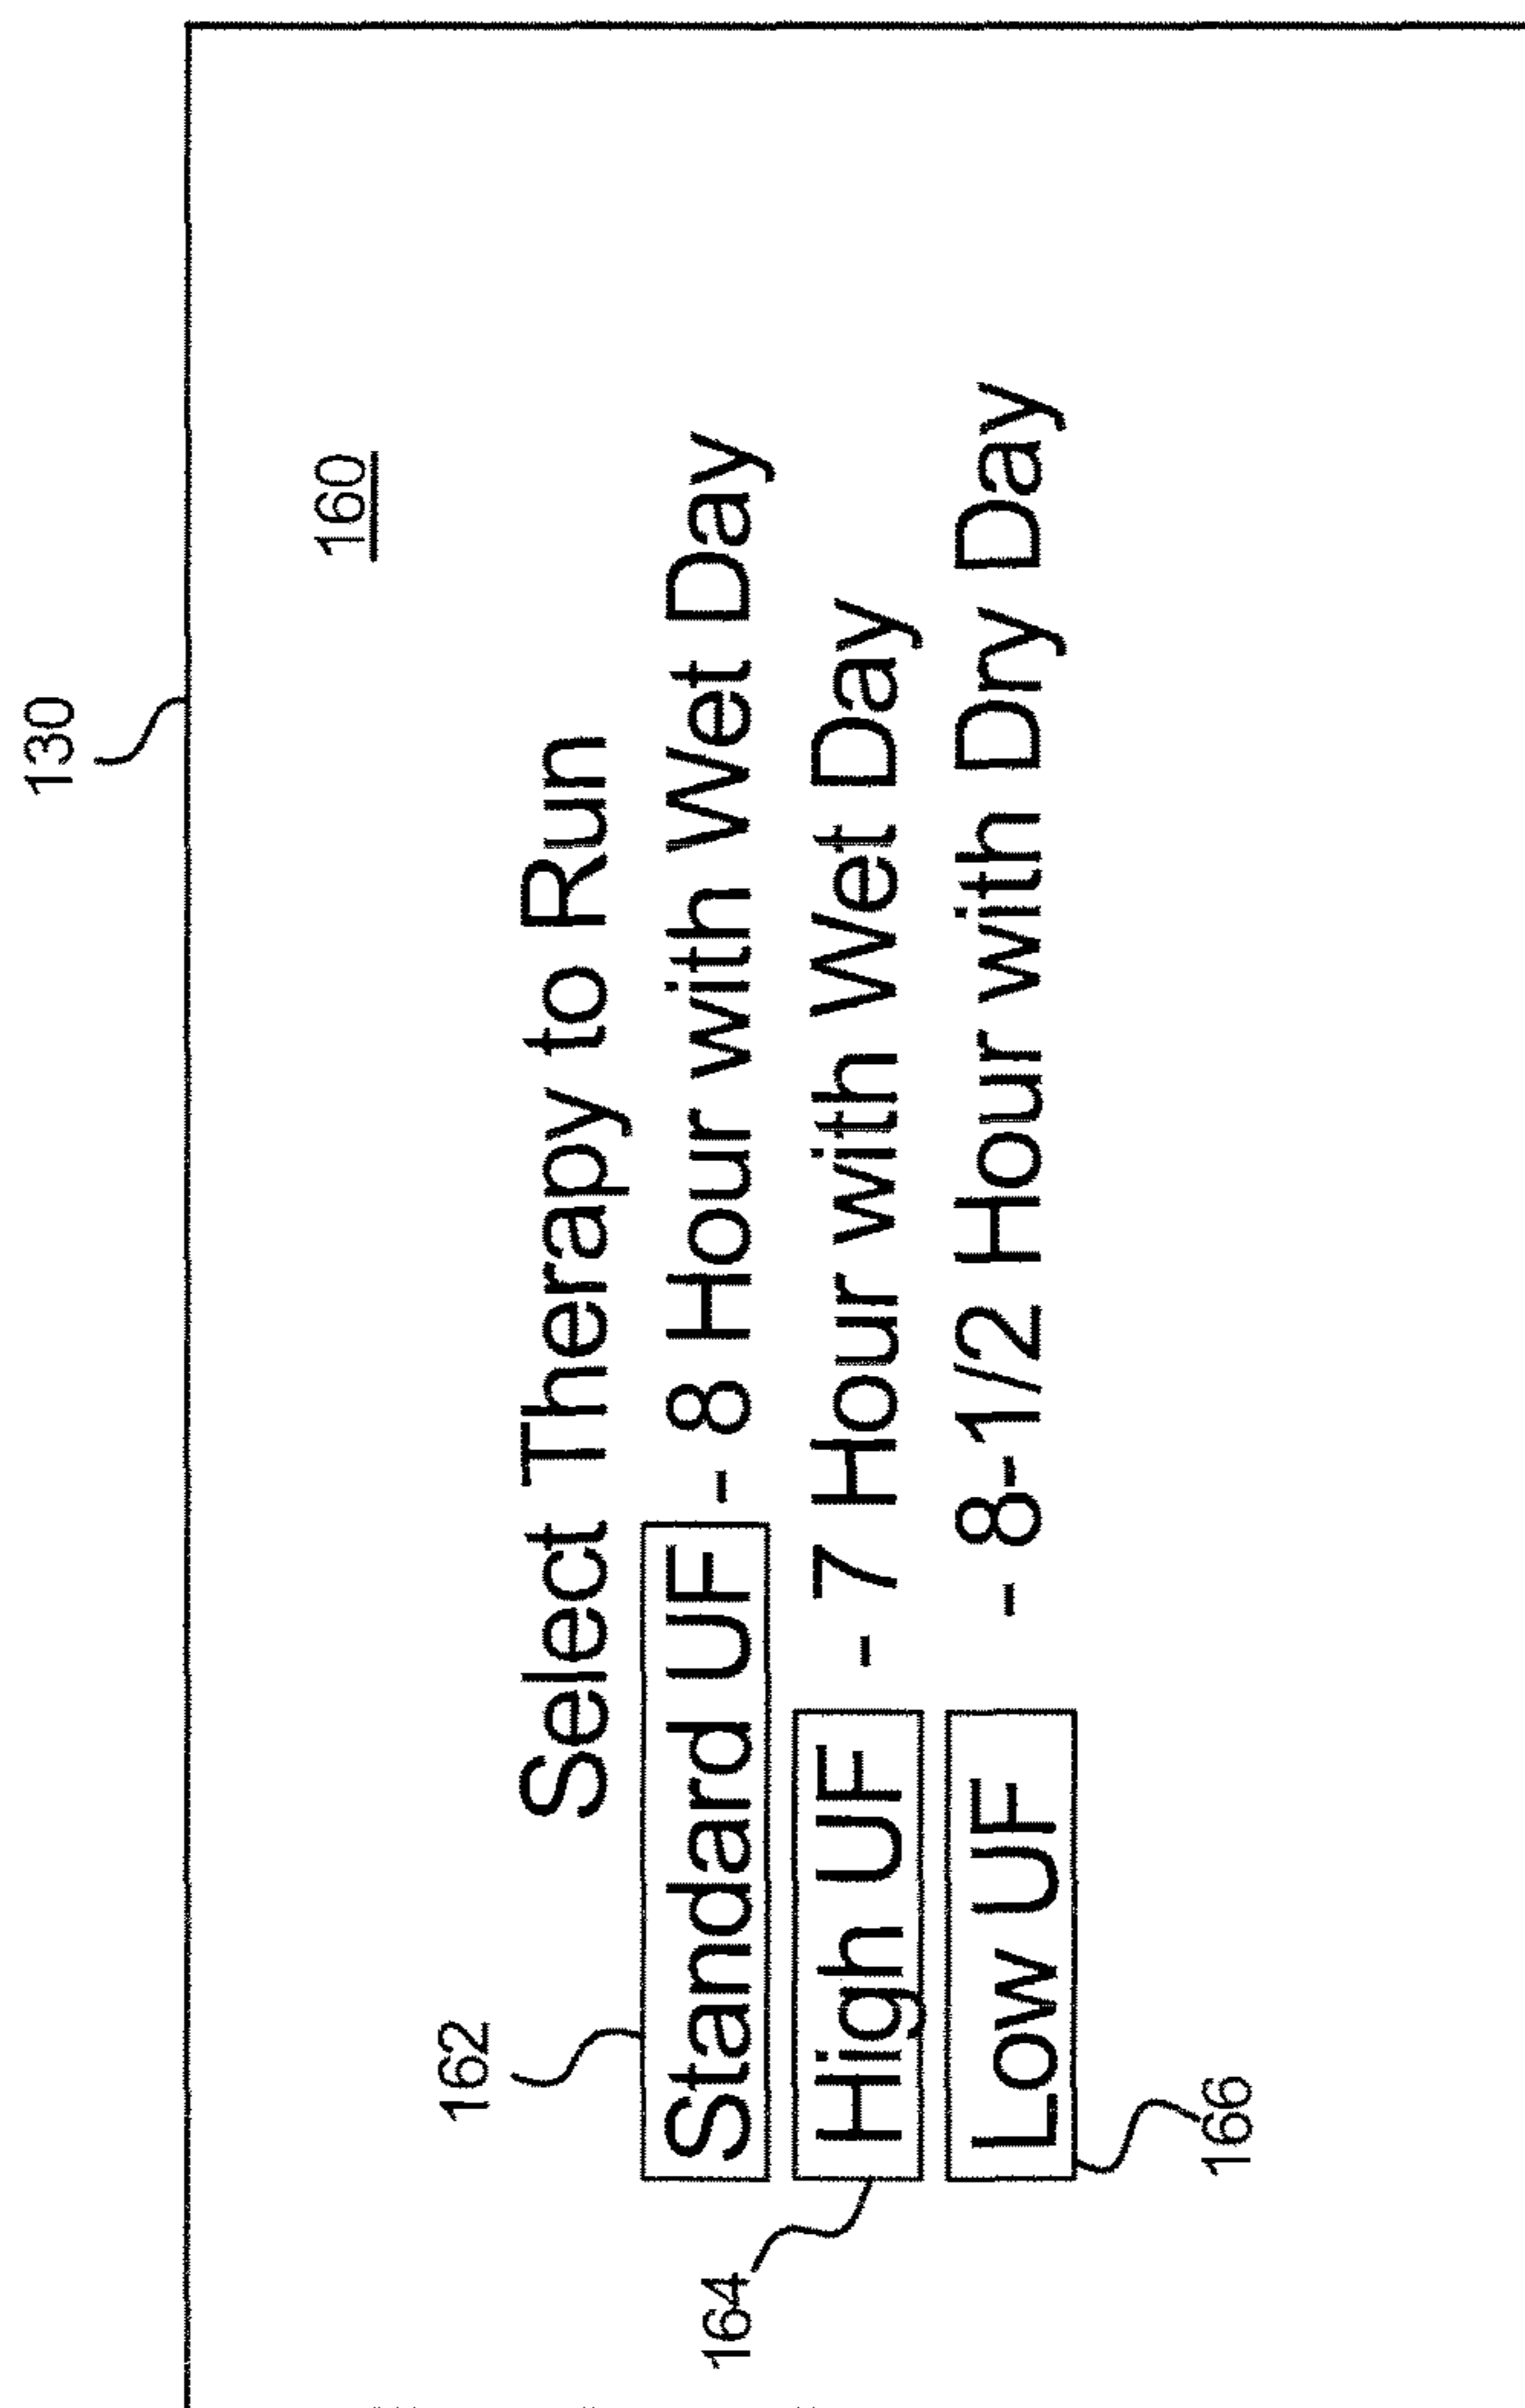 130
160
Select Therapy to Run
162
Standard UF - 8 Hour with Wet Day
164
High UF - 7 Hour with Wet Day
Low UF - 8-1/2 Hour with Dry Day
166